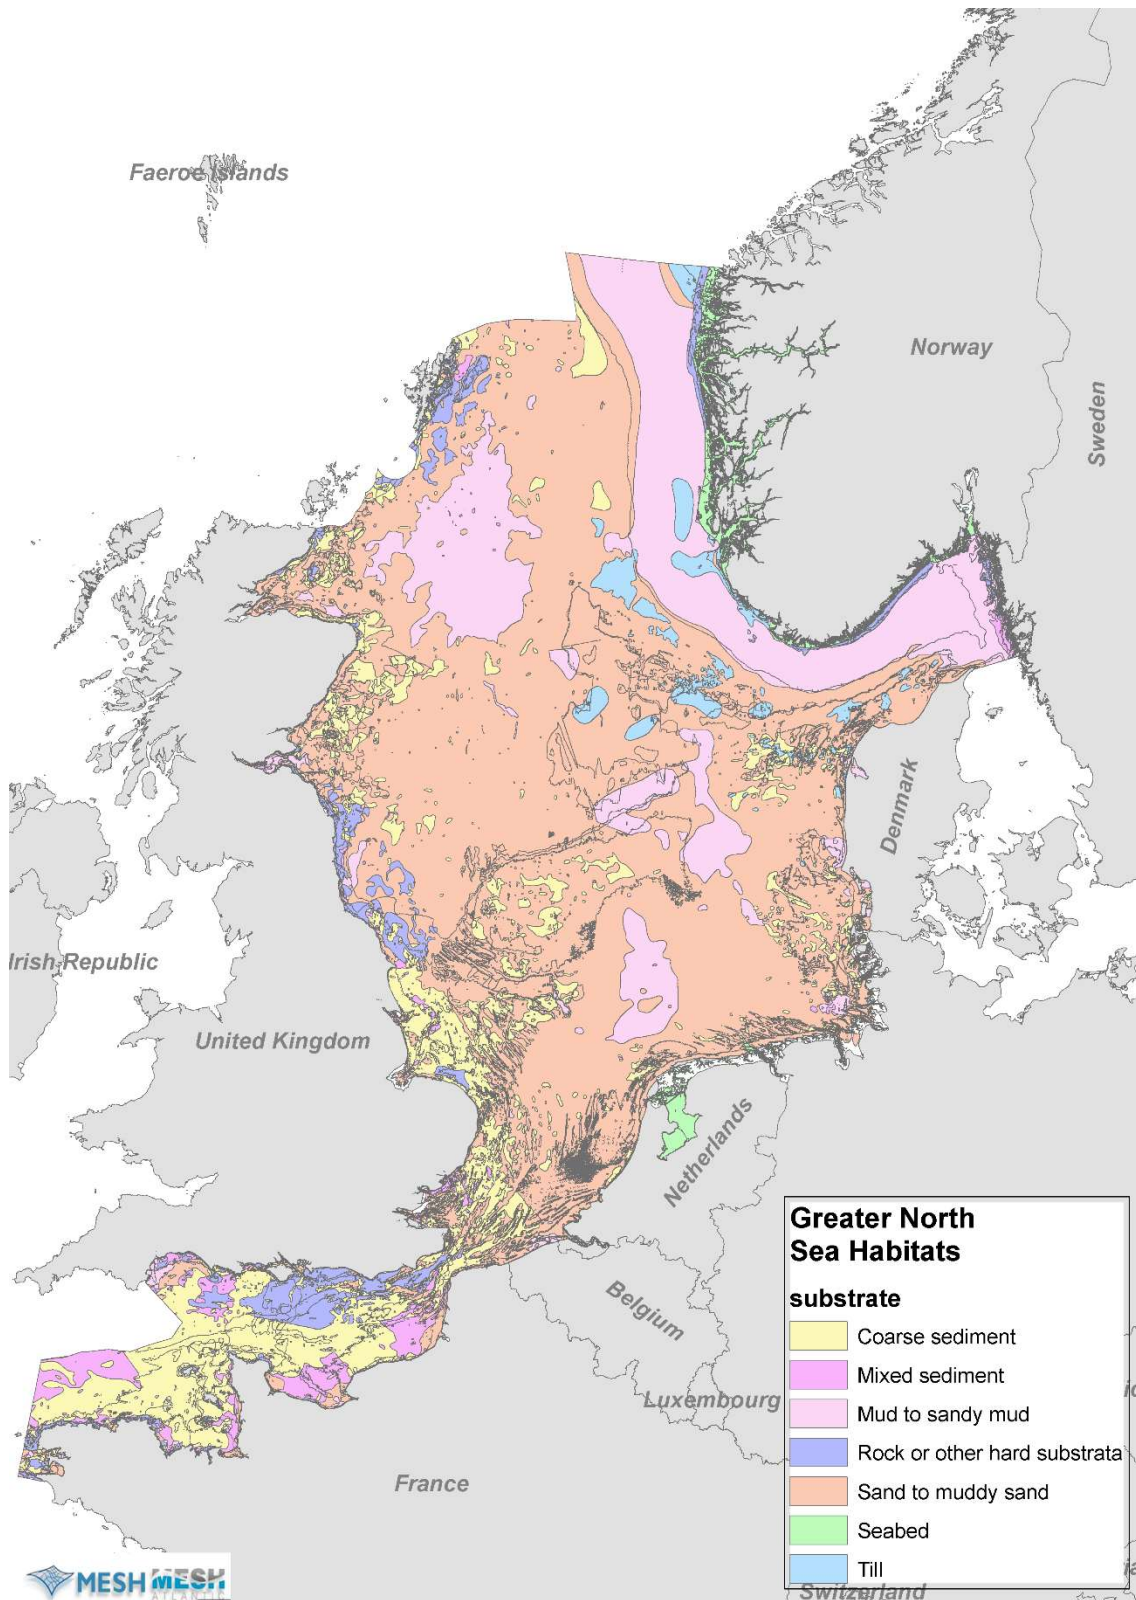 Faeroe Islands
Norway
Sweden
Denmark
Irish Republic
United Kingdom
Netherlands
Belgium
Luxembourg
France
Greater North
Sea Habitats
substrate
Coarse sediment
Mixed sediment
Mud to sandy mud
Rock or other hard substrata
Sand to muddy sand
Seabed
Till
Switzerland
MESH MESH
ATLANTIC